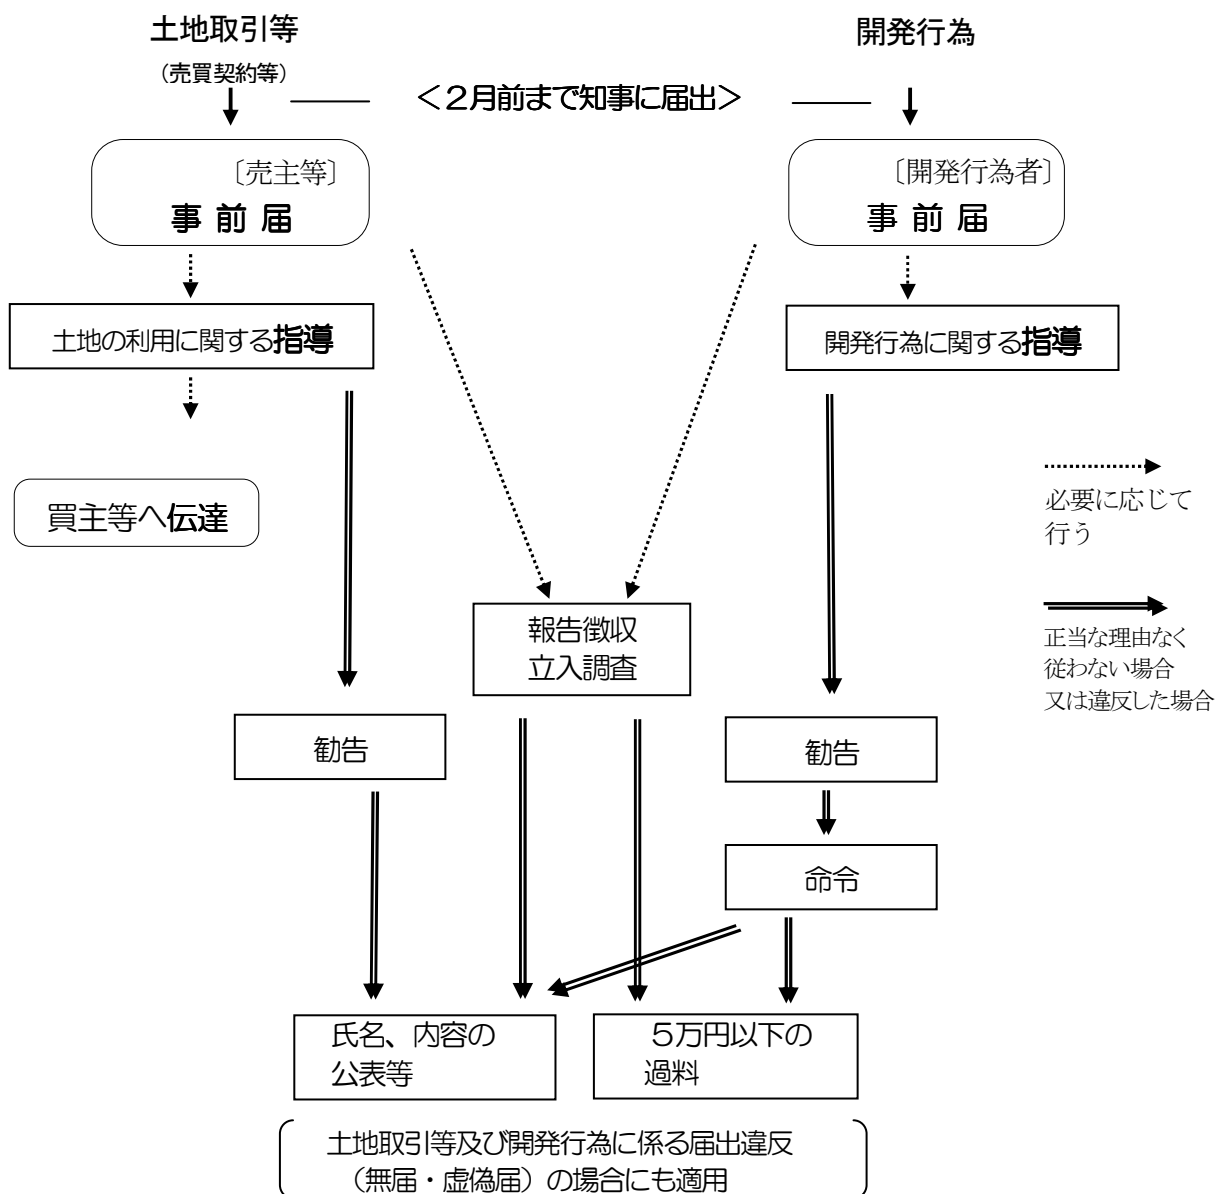 土地取引等
（売買契約等）
開発行為
＜２月前まで知事に届出＞
〔売主等〕
事 前 届
〔開発行為者〕
事 前 届
土地の利用に関する指導
開発行為に関する指導
買主等へ伝達
必要に応じて
行う
正当な理由なく
従わない場合
又は違反した場合
報告徴収
立入調査
勧告
勧告
命令
氏名、内容の
公表等
５万円以下の
過料
土地取引等及び開発行為に係る届出違反
（無届・虚偽届）の場合にも適用